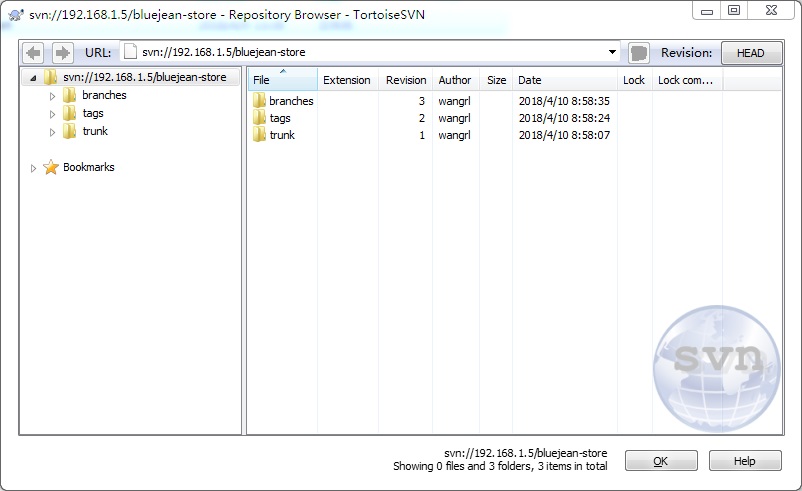 svn://192.168.1.5/bluejean-store - Repository Browser - TortoiseSVN
URL: svn://192.168.1.5/bluejean-store Revision: HEAD
svn://192.168.1.5/bluejean-store
branches
tags
trunk
Bookmarks
File Extension Revision Author Size Date Lock Lock com...
branches 3 wangrl 2018/4/10 8:58:35
tags 2 wangrl 2018/4/10 8:58:24
trunk 1 wangrl 2018/4/10 8:58:07
svn
svn://192.168.1.5/bluejean-store
Showing 0 files and 3 folders, 3 items in total
OK Help